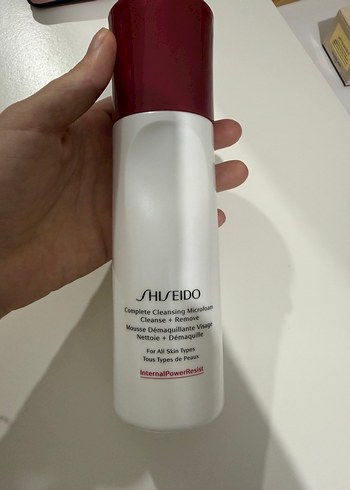 SHISEIDO
Complete Cleansing Microfoam
Cleanse + Remove
Mousse Démaquillante Visage
Nettoie + Démaquille
For All Skin Types
Tous Types de Peaux
InternalPowerResist